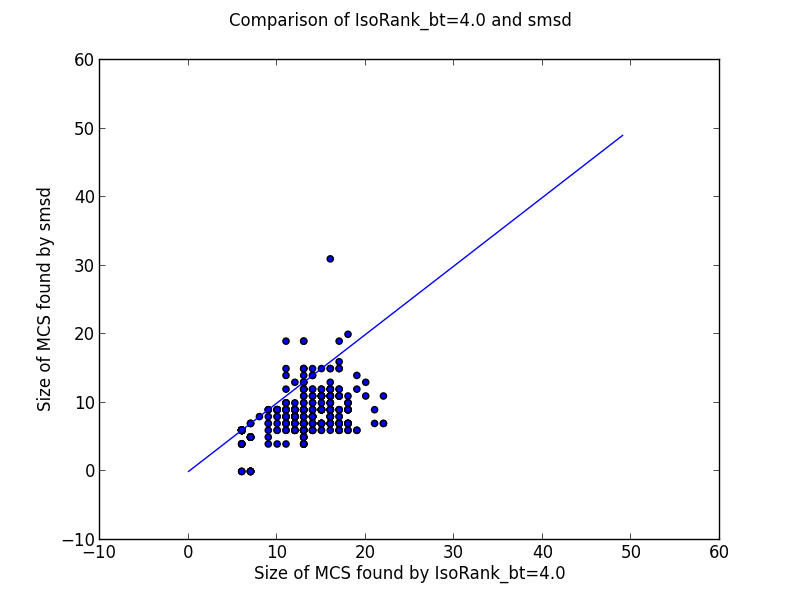 Comparison of IsoRank_bt=4.0 and smsd
60
50
40
30
20
10
0
−10
−10 0 10 20 30 40 50 60
Size of MCS found by smsd
Size of MCS found by IsoRank_bt=4.0